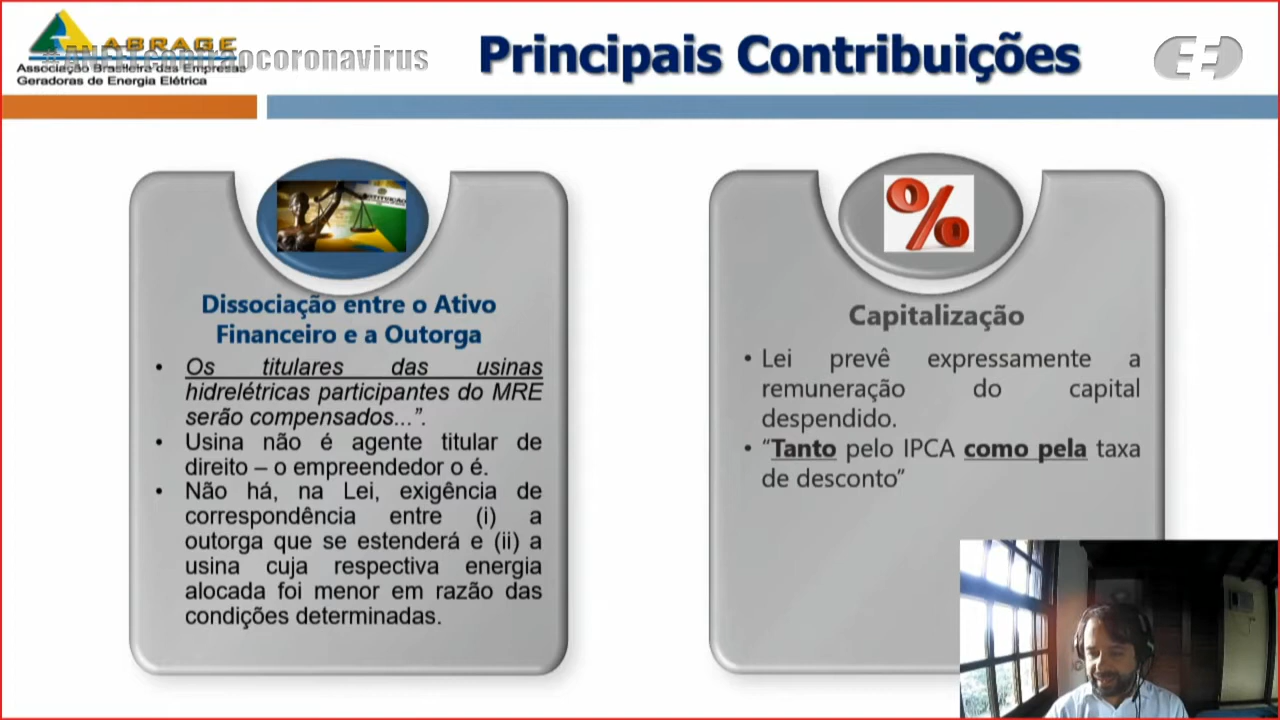 ABRAGE
#ANEELcontraocoronavirus
Associação Brasileira das Empresas
Geradoras de Energia Elétrica
Principais Contribuições
Dissociação entre o Ativo
Financeiro e a Outorga
• Os titulares das usinas
hidrelétricas participantes do MRE
serão compensados...”.
• Usina não é agente titular de
direito – o empreendedor o é.
• Não há, na Lei, exigência de
correspondência entre (i) a
outorga que se estenderá e (ii) a
usina cuja respectiva energia
alocada foi menor em razão das
condições determinadas.
%
Capitalização
• Lei prevê expressamente a
remuneração do capital
despendido.
• “Tanto pelo IPCA como pela taxa
de desconto”